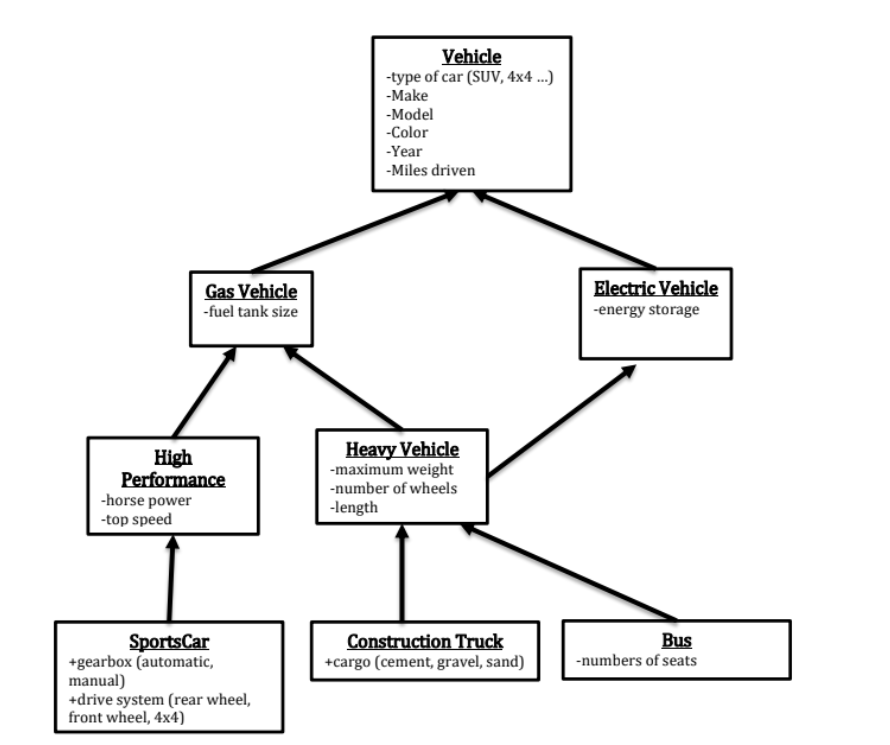 Vehicle
-type of car (SUV, 4x4 ...)
-Make
-Model
-Color
-Year
-Miles driven
Gas Vehicle
-fuel tank size
Electric Vehicle
-energy storage
High
Performance
-horse power
-top speed
Heavy Vehicle
-maximum weight
-number of wheels
-length
SportsCar
+gearbox (automatic,
manual)
+drive system (rear wheel,
front wheel, 4x4)
Construction Truck
+cargo (cement, gravel, sand)
Bus
-numbers of seats